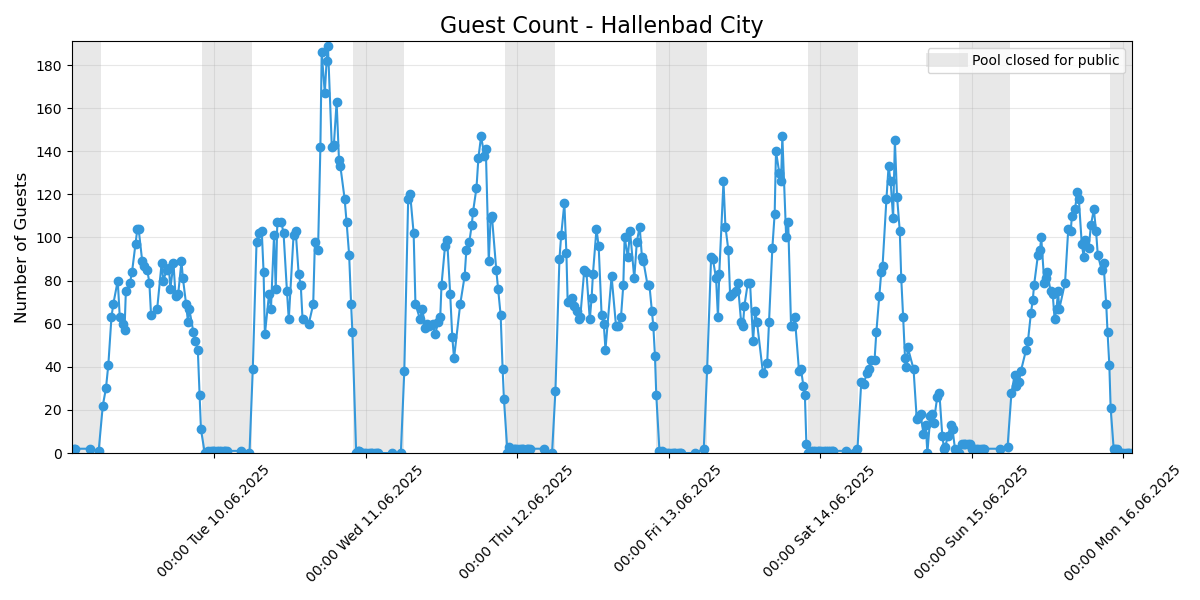 Guest Count - Hallenbad City
Pool closed for public
Number of Guests
180
160
140
120
100
80
60
40
20
0
00:00 Tue 10.06.2025
00:00 Wed 11.06.2025
00:00 Thu 12.06.2025
00:00 Fri 13.06.2025
00:00 Sat 14.06.2025
00:00 Sun 15.06.2025
00:00 Mon 16.06.2025